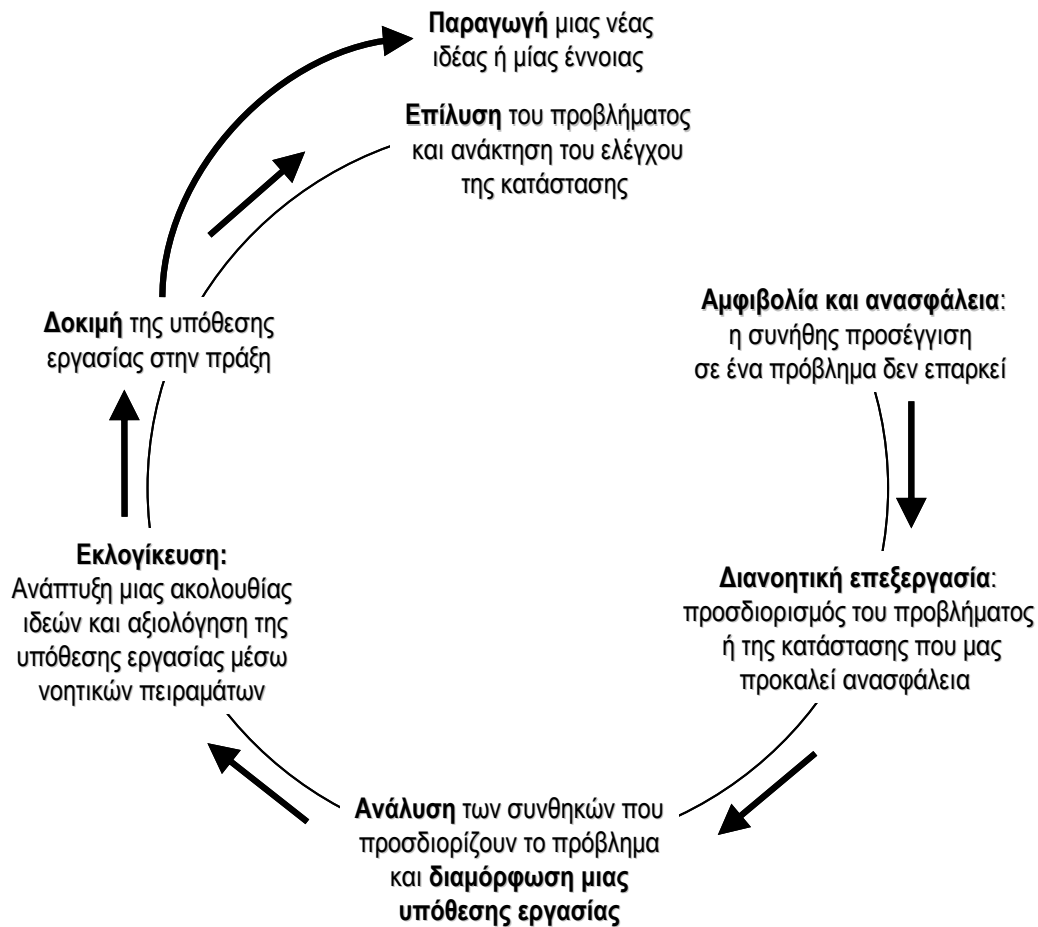 Παραγωγή μιας νέας
ιδέας ή μίας έννοιας
Επίλυση του προβλήματος
και ανάκτηση του ελέγχου
της κατάστασης
Αμφιβολία και ανασφάλεια:
η συνήθης προσέγγιση
σε ένα πρόβλημα δεν επαρκεί
Διανοητική επεξεργασία:
προσδιορισμός του προβλήματος
ή της κατάστασης που μας
προκαλεί ανασφάλεια
Ανάλυση των συνθηκών που
προσδιορίζουν το πρόβλημα
και διαμόρφωση μιας
υπόθεσης εργασίας
Εκλογίκευση:
Ανάπτυξη μιας ακολουθίας
ιδεών και αξιολόγηση της
υπόθεσης εργασίας μέσω
νοητικών πειραμάτων
Δοκιμή της υπόθεσης
εργασίας στην πράξη